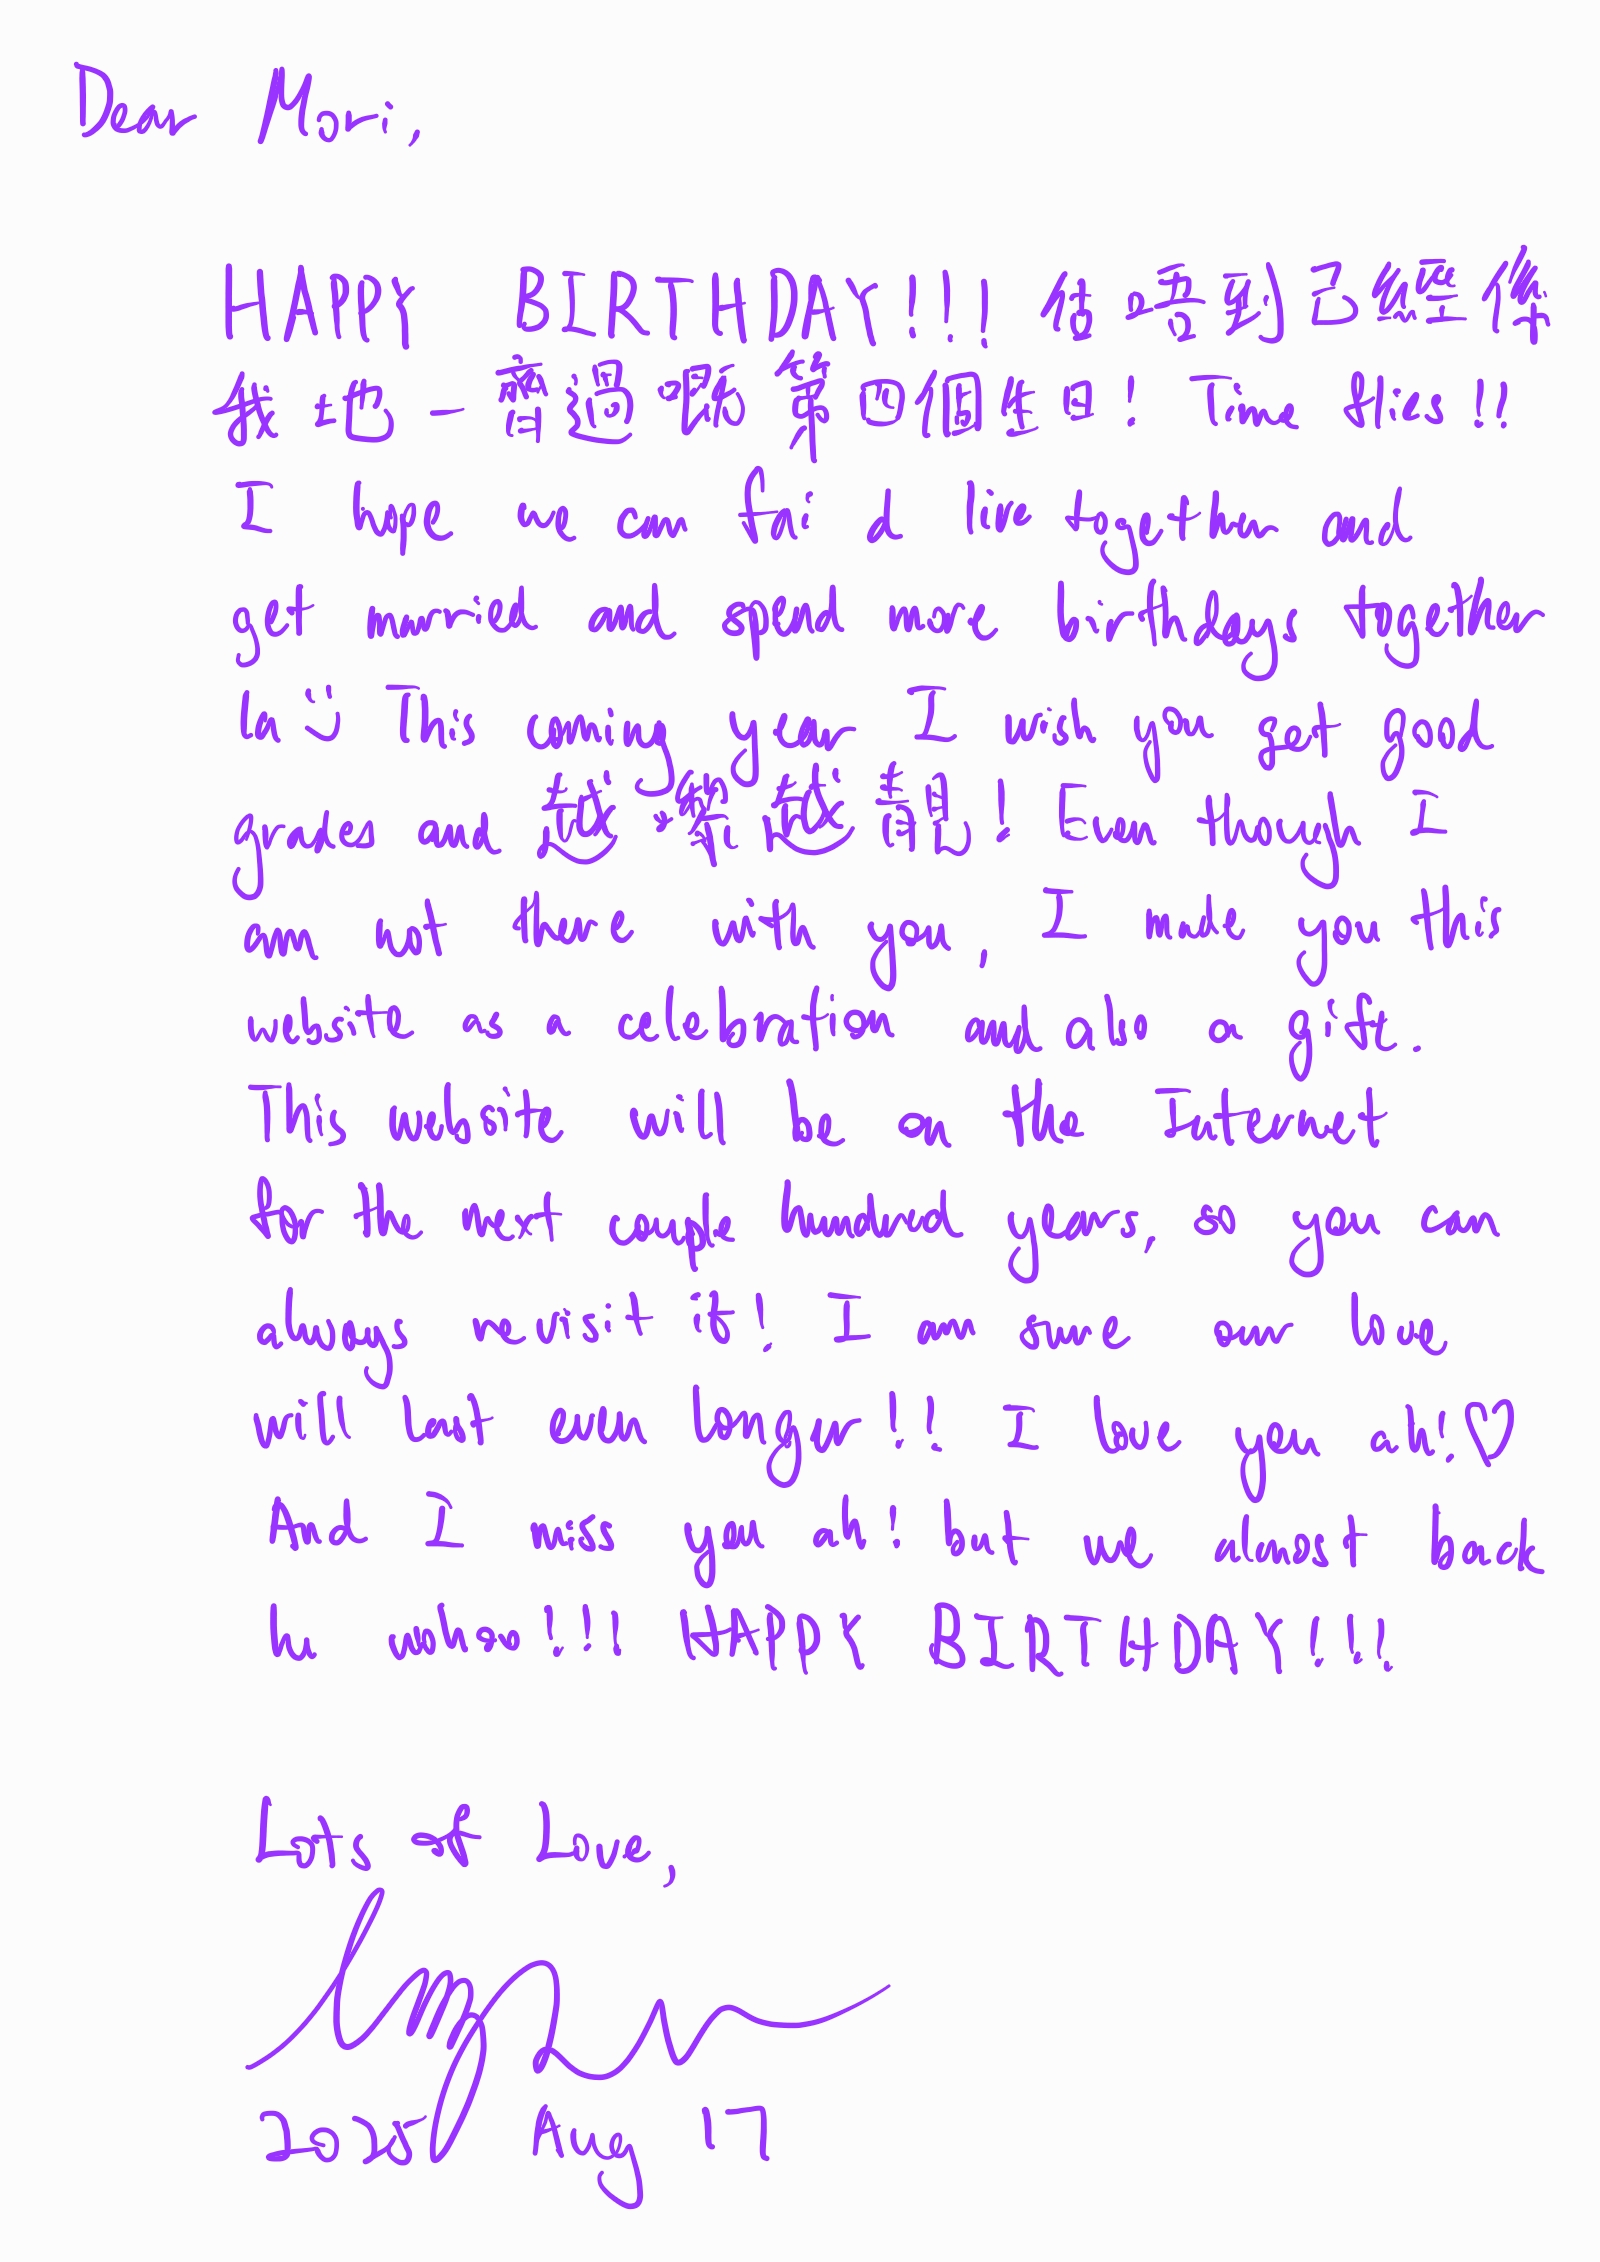 Dear Mori,
HAPPY BIRTHDAY!!! 估唔到已經係
我地一齊過嘅第四個生日! Time flies!!
I hope we can fai d live together and
get married and spend more birthdays together
la :) This coming year I wish you get good
grades and 越嚟越靚! Even though I
am not there with you, I made you this
website as a celebration and also a gift.
This website will be on the Internet
for the next couple hundred years, so you can
always revisit it! I am sure our love
will last even longer!! I love you ah! ♡
And I miss you ah! but we almost back
lu wohoo!!! HAPPY BIRTHDAY!!!
Lots of Love,
2025 Aug 17